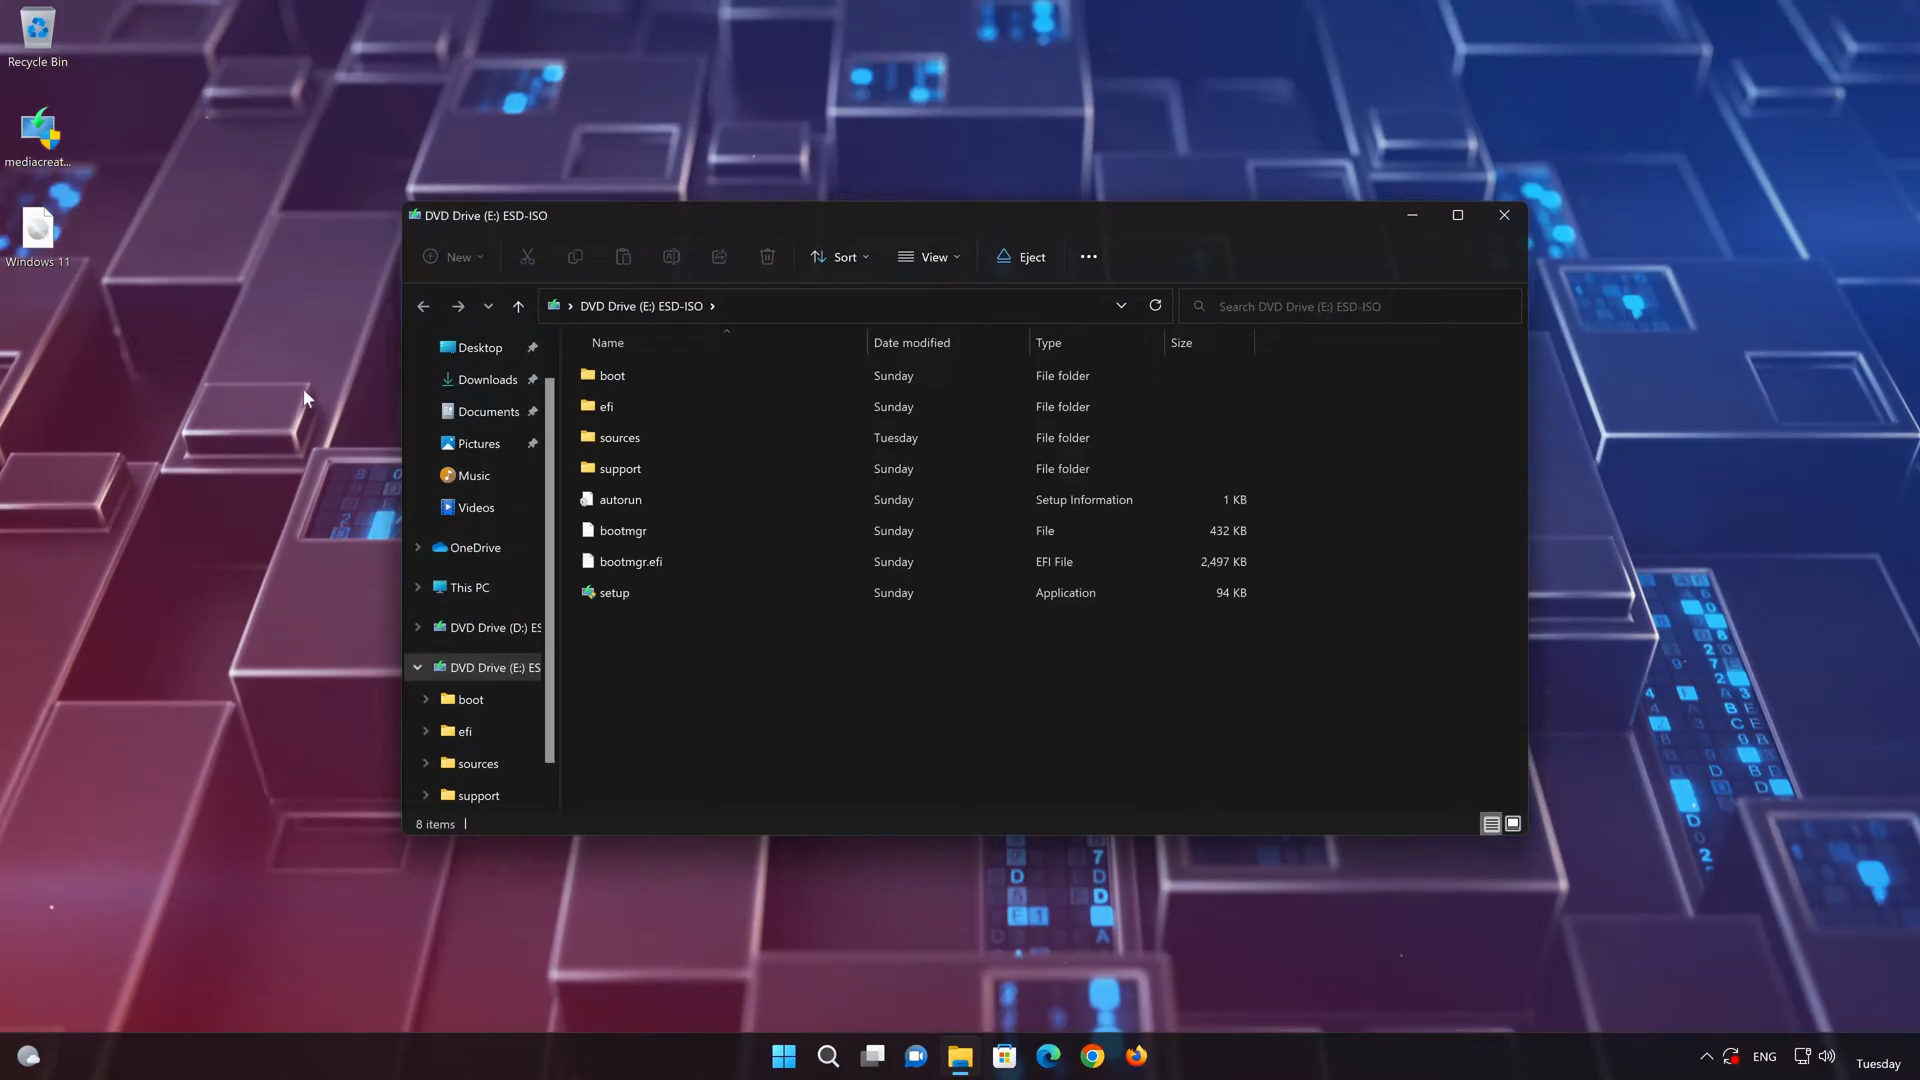 Recycle Bin
mediacreat...
Windows 11
DVD Drive (E:) ESD-ISO
New
Sort
View
Eject
DVD Drive (E:) ESD-ISO
Search DVD Drive (E:) ESD-ISO
Name Date modified Type Size
Desktop
Downloads
Documents
Pictures
Music
Videos
OneDrive
This PC
DVD Drive (D:) ES
DVD Drive (E:) ES
boot
efi
sources
support
boot Sunday File folder
efi Sunday File folder
sources Tuesday File folder
support Sunday File folder
autorun Sunday Setup Information 1 KB
bootmgr Sunday File 432 KB
bootmgr.efi Sunday EFI File 2,497 KB
setup Sunday Application 94 KB
8 items
ENG
Tuesday